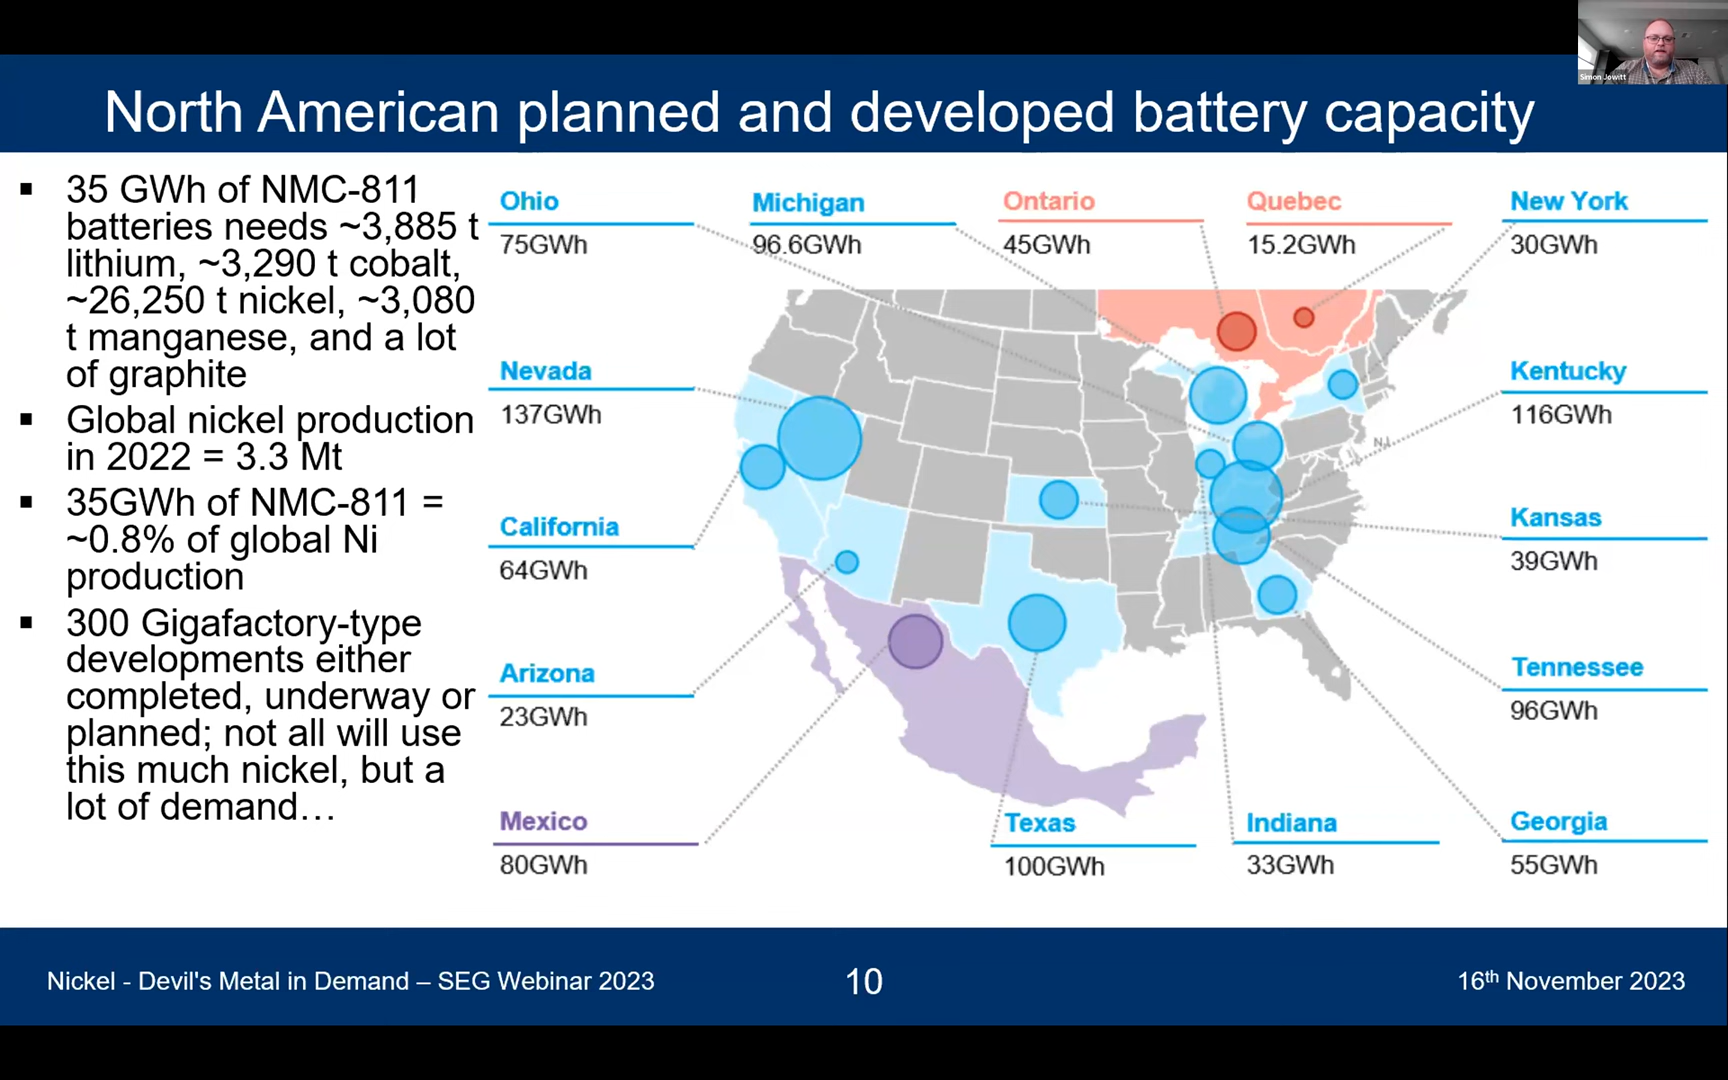 Simon Jowitt
North American planned and developed battery capacity
▪ 35 GWh of NMC-811
batteries needs ~3,885 t
lithium, ~3,290 t cobalt,
~26,250 t nickel, ~3,080
t manganese, and a lot
of graphite
▪ Global nickel production
in 2022 = 3.3 Mt
▪ 35GWh of NMC-811 =
~0.8% of global Ni
production
▪ 300 Gigafactory-type
developments either
completed, underway or
planned; not all will use
this much nickel, but a
lot of demand…
Ohio
75GWh
Michigan
96.6GWh
Ontario
45GWh
Quebec
15.2GWh
New York
30GWh
Nevada
137GWh
Kentucky
116GWh
NJ
California
64GWh
Kansas
39GWh
Arizona
23GWh
Tennessee
96GWh
Mexico
80GWh
Texas
100GWh
Indiana
33GWh
Georgia
55GWh
Nickel - Devil's Metal in Demand – SEG Webinar 2023
10
16th November 2023